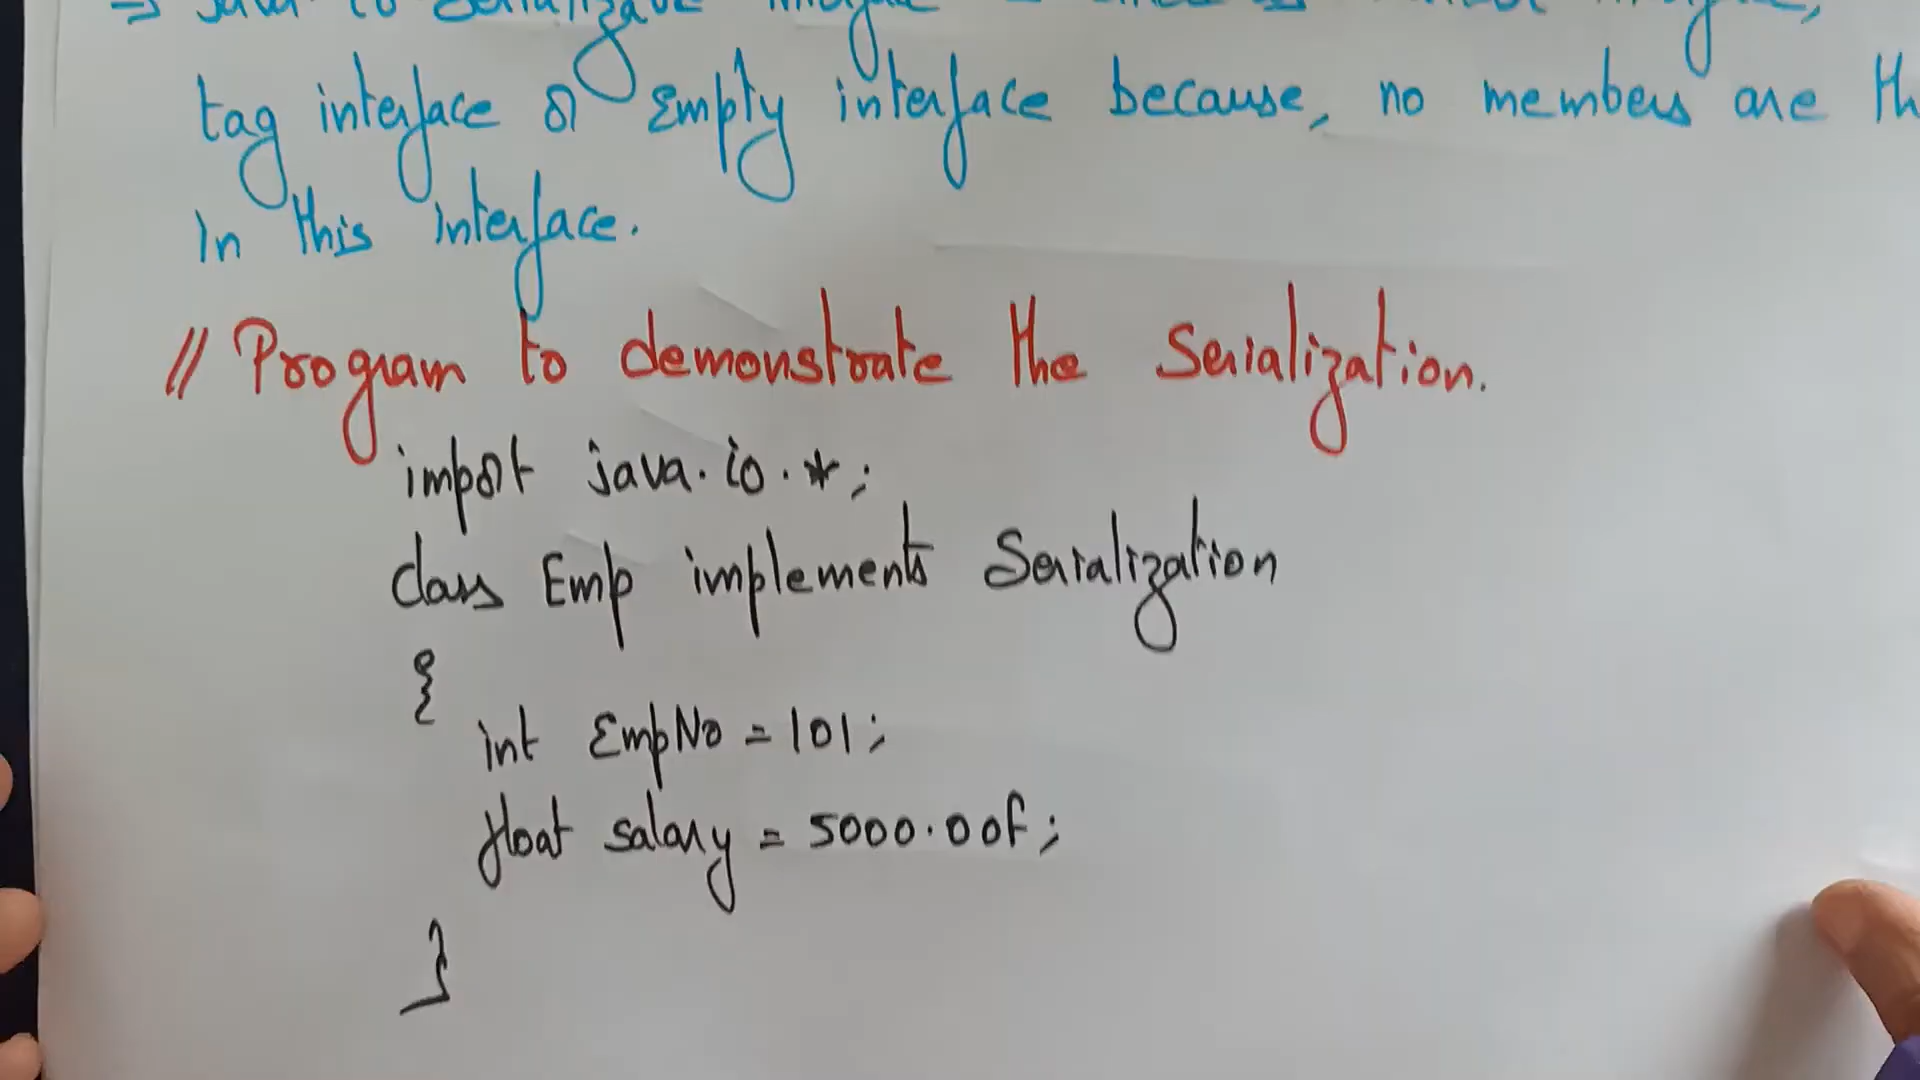 tag interface or Empty interface because, no members are
in this interface.
// Program to demonstrate the Serialization.
import java.io.*;
class Emp implements Serialization
{
int EmpNo = 101;
float salary = 5000.00f;
}